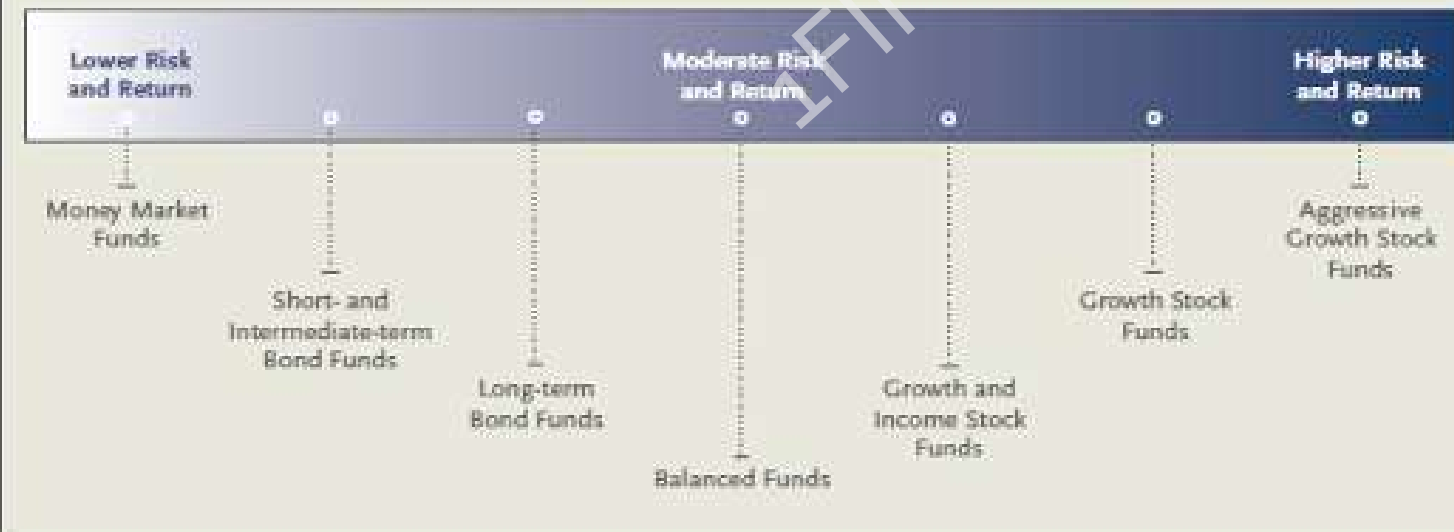 Lower Risk
and Return
Moderate Risk
and Return
Higher Risk
and Return
Money Market
Funds
Short- and
Intermediate-term
Bond Funds
Long-term
Bond Funds
Balanced Funds
Growth and
Income Stock
Funds
Growth Stock
Funds
Aggressive
Growth Stock
Funds